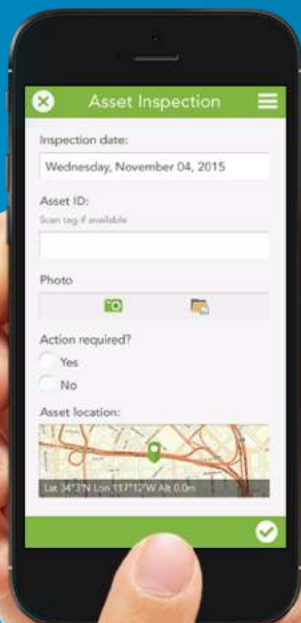 Asset Inspection
Inspection date:
Wednesday, November 04, 2015
Asset ID:
Scan tag if available
Photo
Action required?
Yes
No
Asset location:
Lat 34°3'N Lon 117°12'W Alt 0.0m